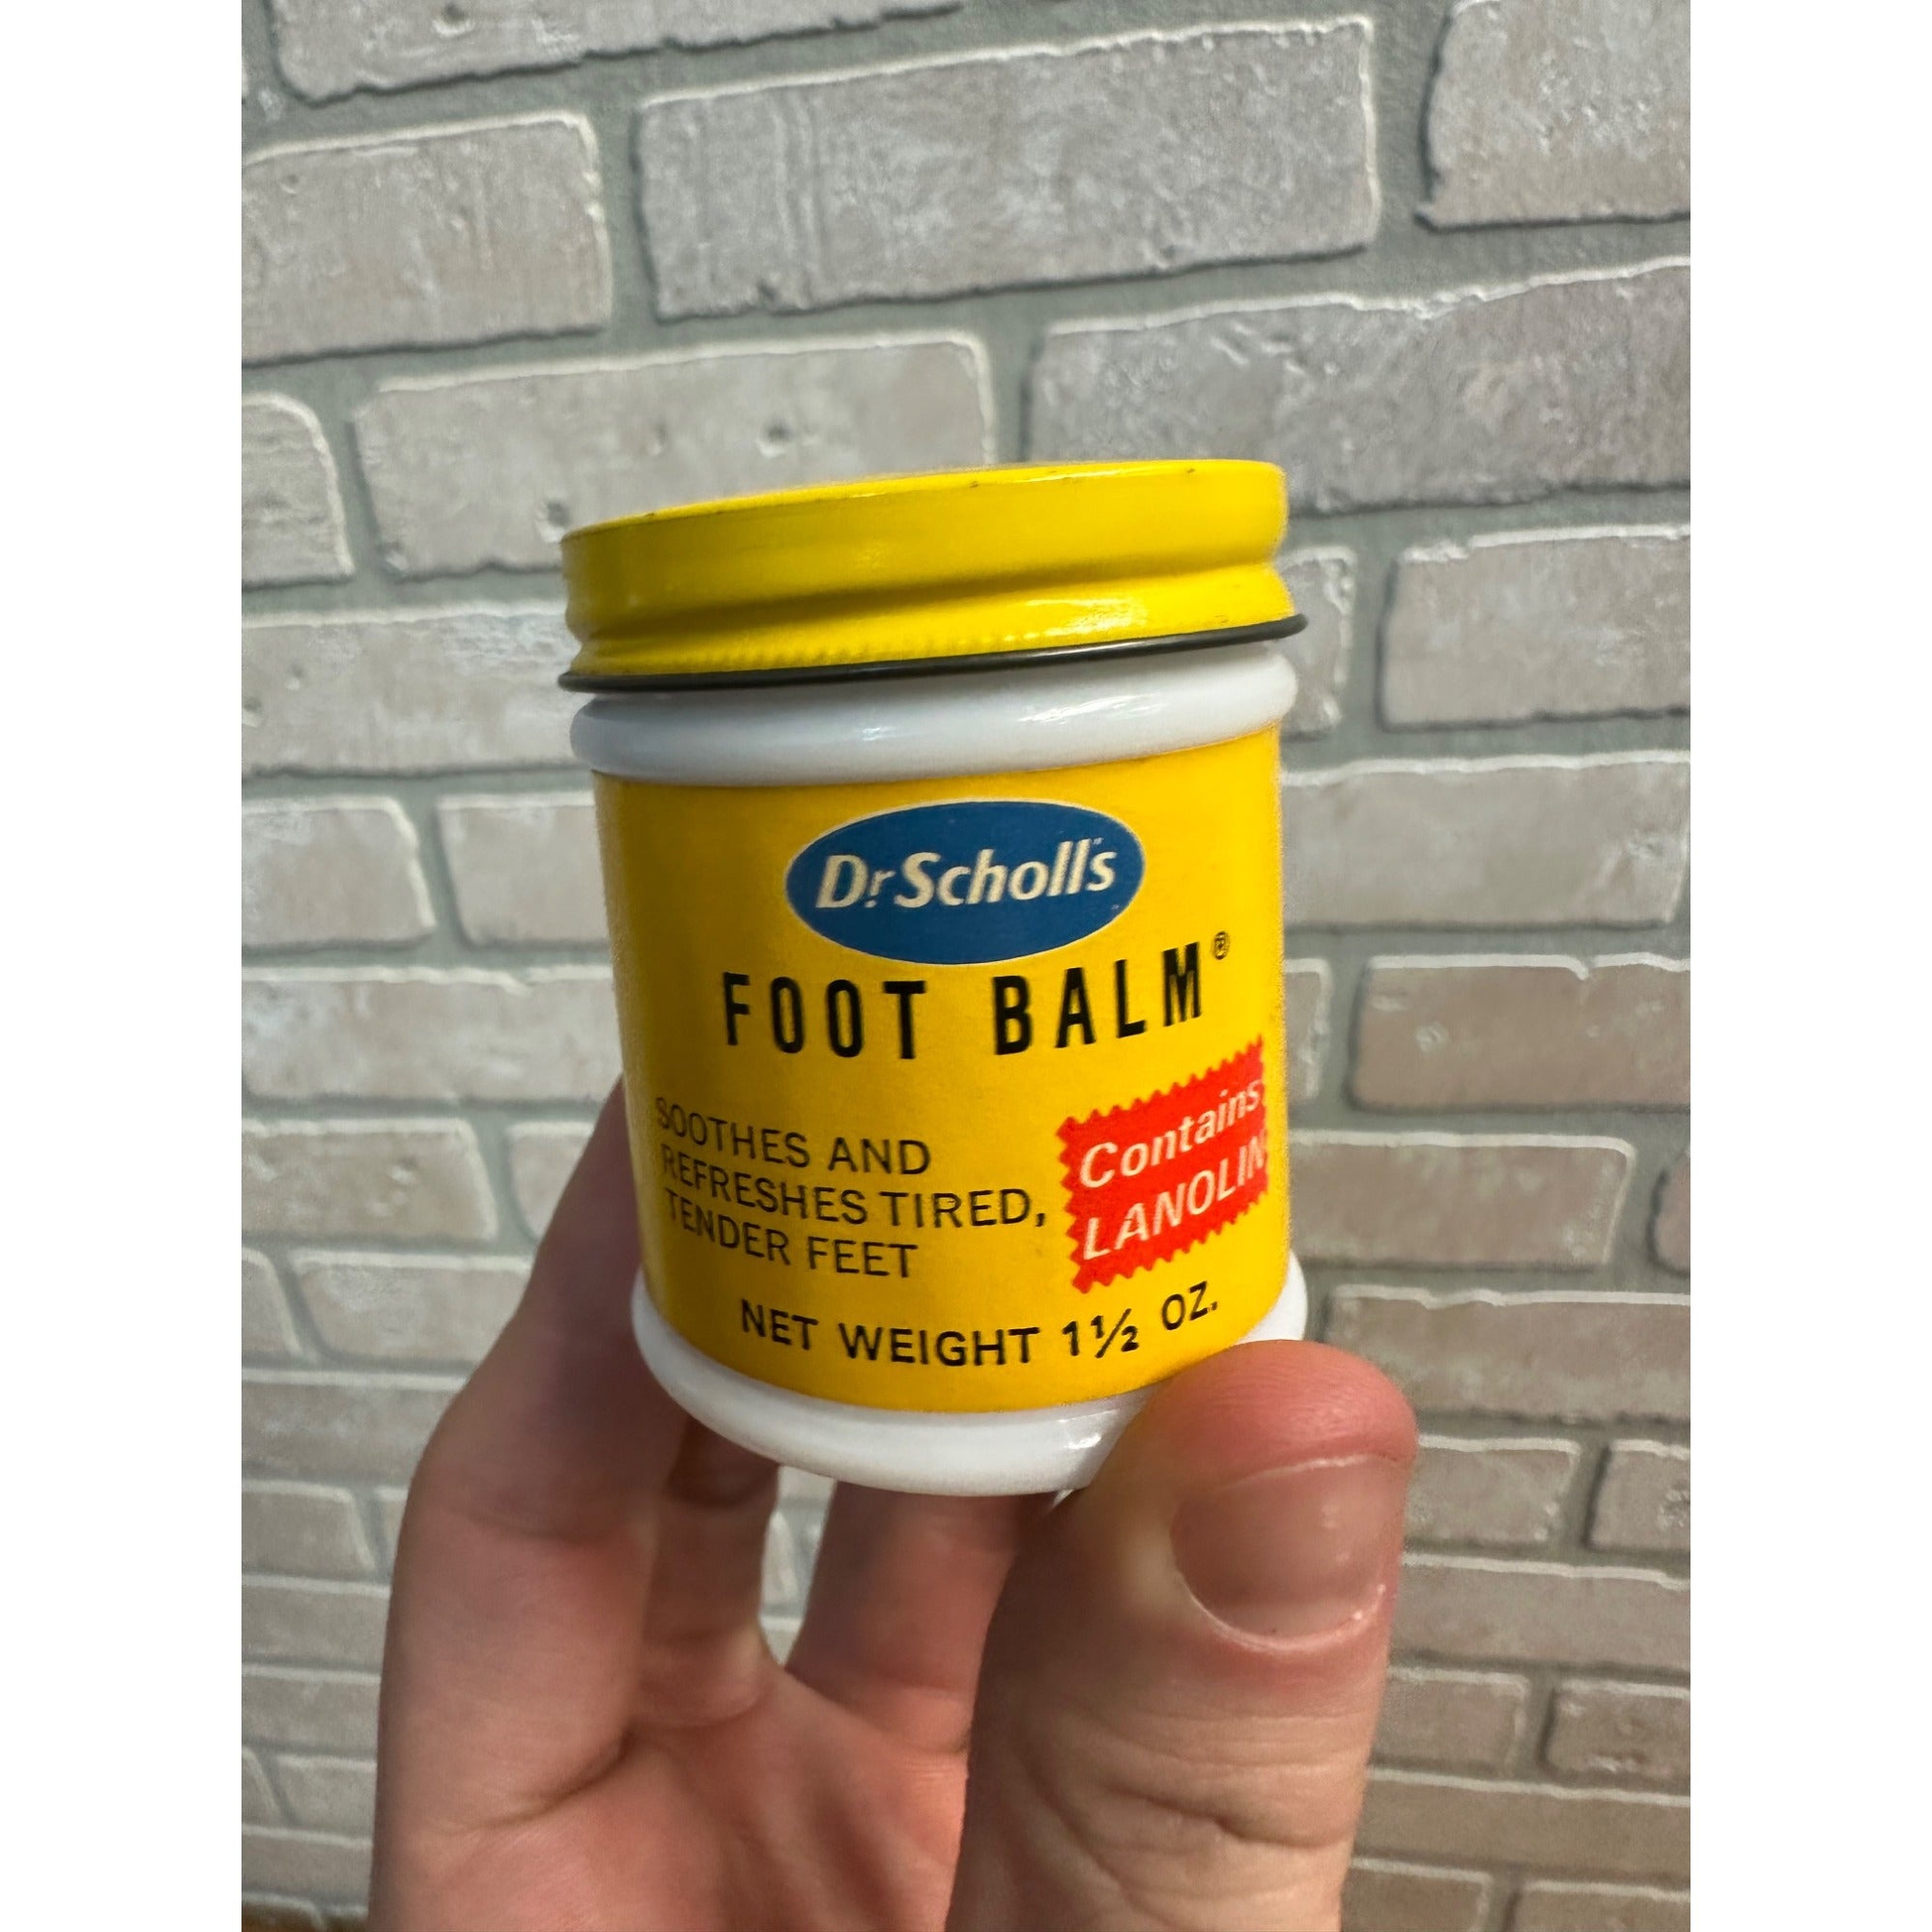 Dr. Scholl's
FOOT BALM®
SOOTHES AND
REFRESHES TIRED,
TENDER FEET
Contains
LANOLIN
NET WEIGHT 1½ OZ.